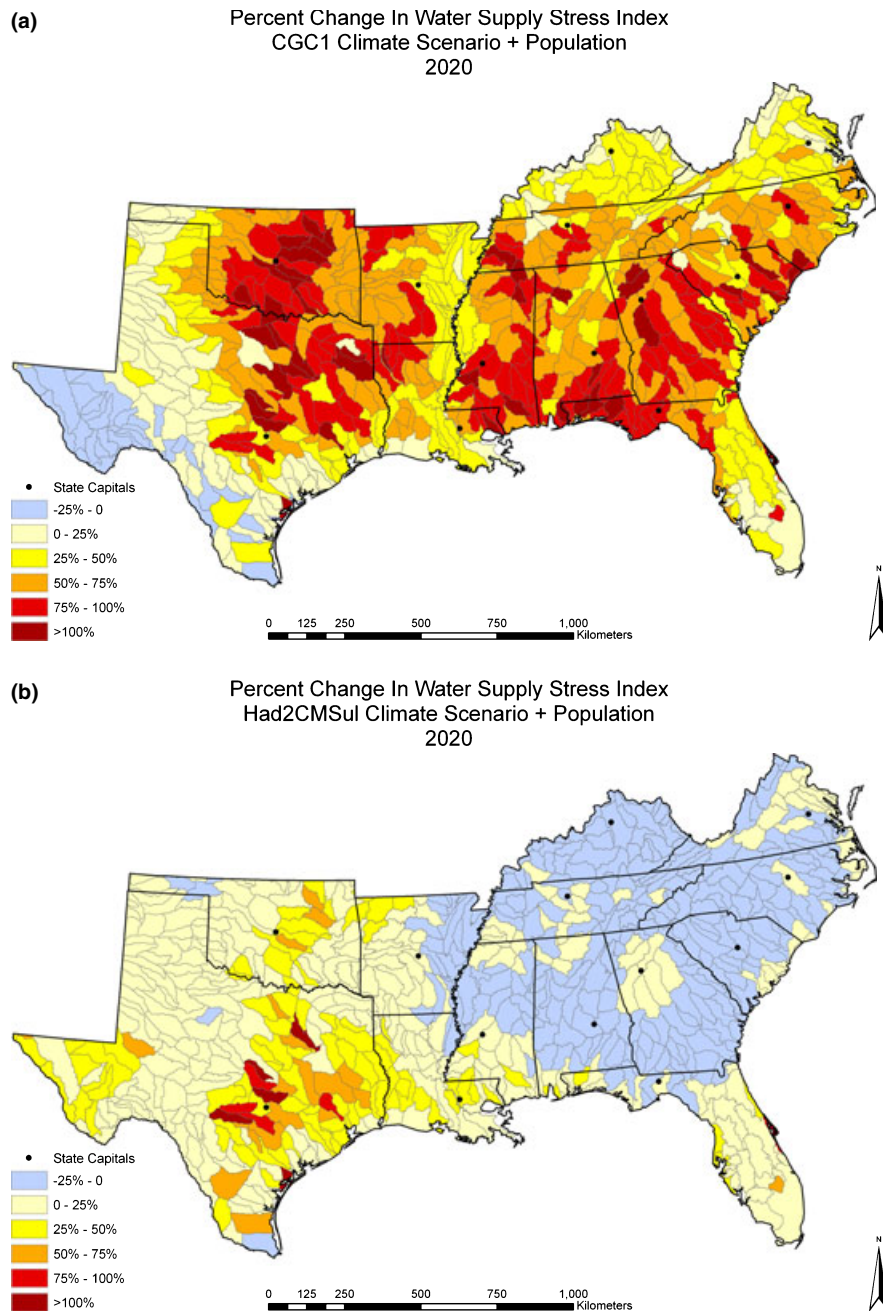 (a)
Percent Change In Water Supply Stress Index
CGC1 Climate Scenario + Population
2020
State Capitals
-25% - 0
0 - 25%
25% - 50%
50% - 75%
75% - 100%
>100%
0 125 250 500 750 1,000
Kilometers
N
(b)
Percent Change In Water Supply Stress Index
Had2CMSul Climate Scenario + Population
2020
State Capitals
-25% - 0
0 - 25%
25% - 50%
50% - 75%
75% - 100%
>100%
0 125 250 500 750 1,000
Kilometers
N